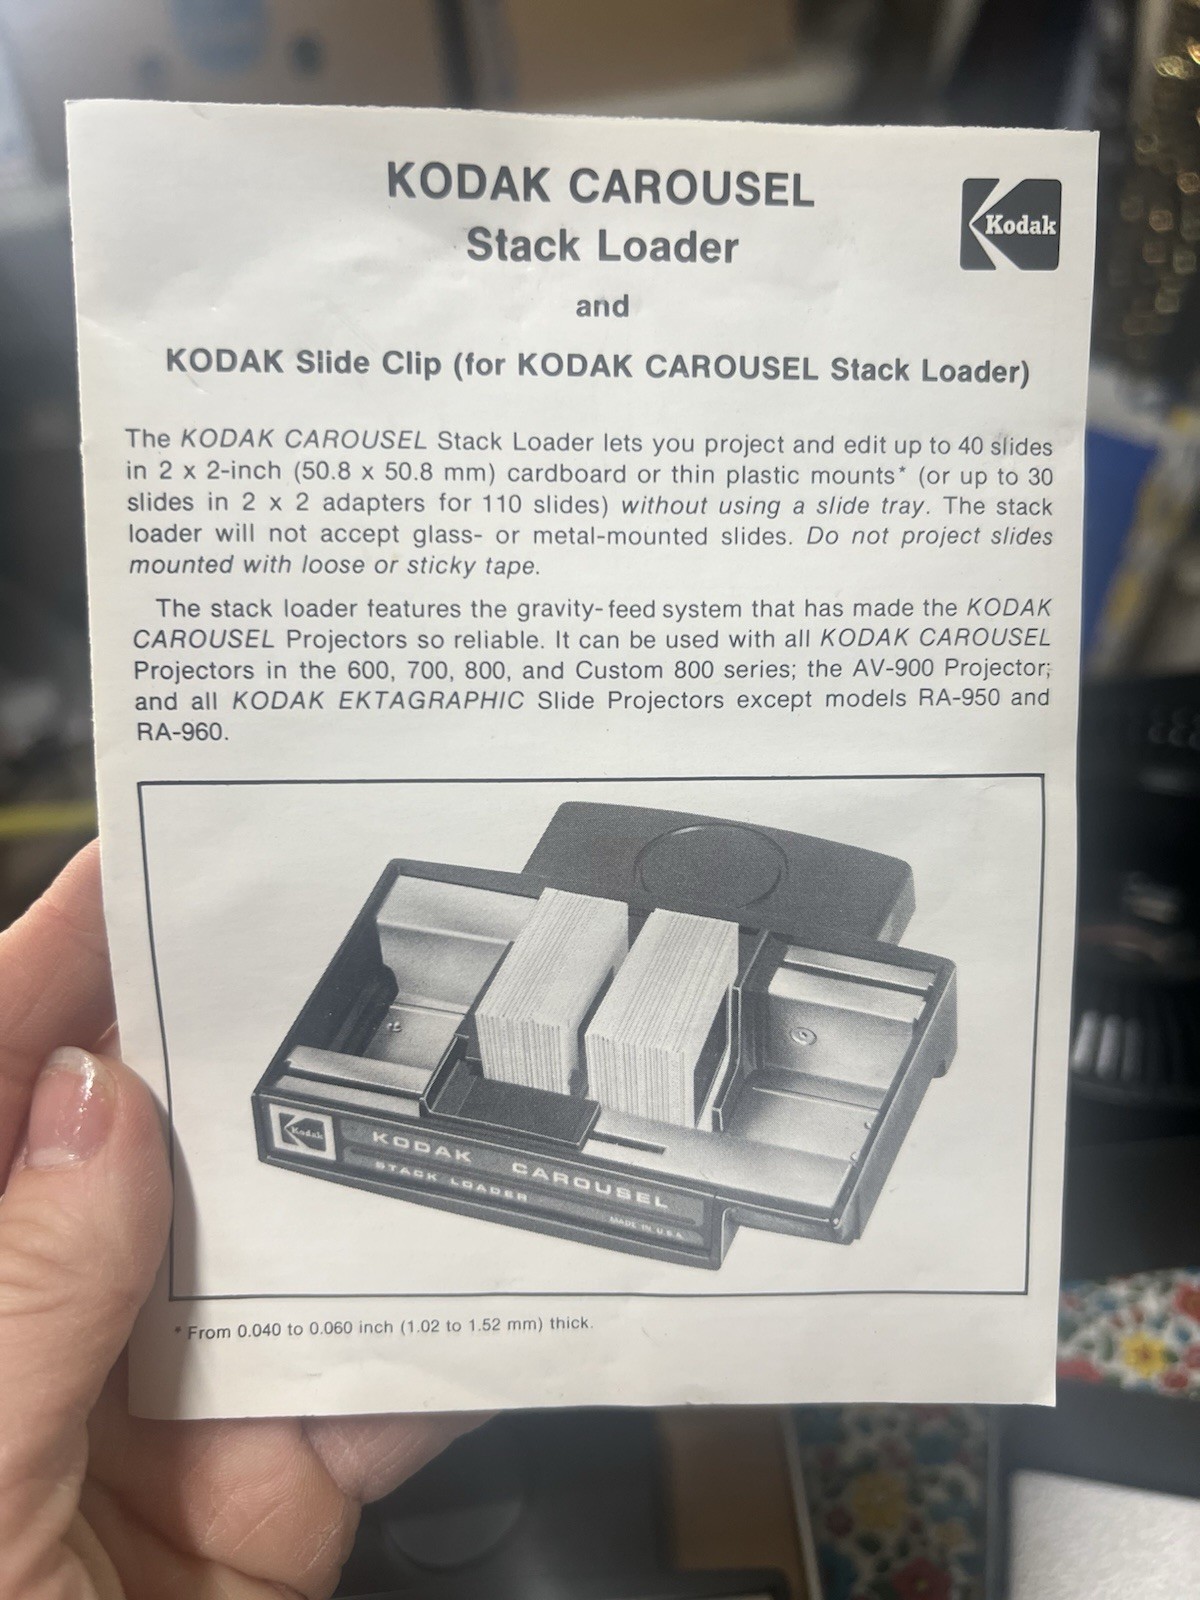 KODAK CAROUSEL
Stack Loader
Kodak
and
KODAK Slide Clip (for KODAK CAROUSEL Stack Loader)
The KODAK CAROUSEL Stack Loader lets you project and edit up to 40 slides
in 2 x 2-inch (50.8 x 50.8 mm) cardboard or thin plastic mounts* (or up to 30
slides in 2 x 2 adapters for 110 slides) without using a slide tray. The stack
loader will not accept glass- or metal-mounted slides. Do not project slides
mounted with loose or sticky tape.
The stack loader features the gravity-feed system that has made the KODAK
CAROUSEL Projectors so reliable. It can be used with all KODAK CAROUSEL
Projectors in the 600, 700, 800, and Custom 800 series; the AV-900 Projector;
and all KODAK EKTAGRAPHIC Slide Projectors except models RA-950 and
RA-960.
Kodak
KODAK CAROUSEL
STACK LOADER
MADE IN U.S.A.
* From 0.040 to 0.060 inch (1.02 to 1.52 mm) thick.